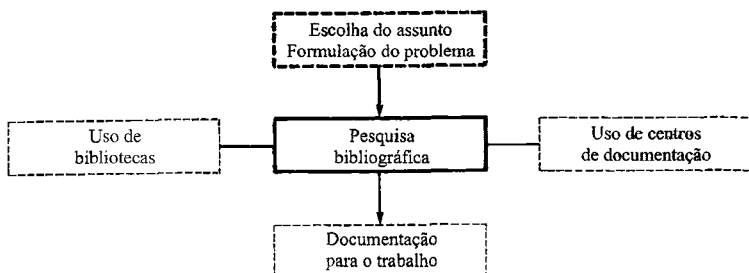 Escolha do assunto
Formulação do problema
Uso de
bibliotecas
Pesquisa
bibliográfica
Uso de centros
de documentação
Documentação
para o trabalho